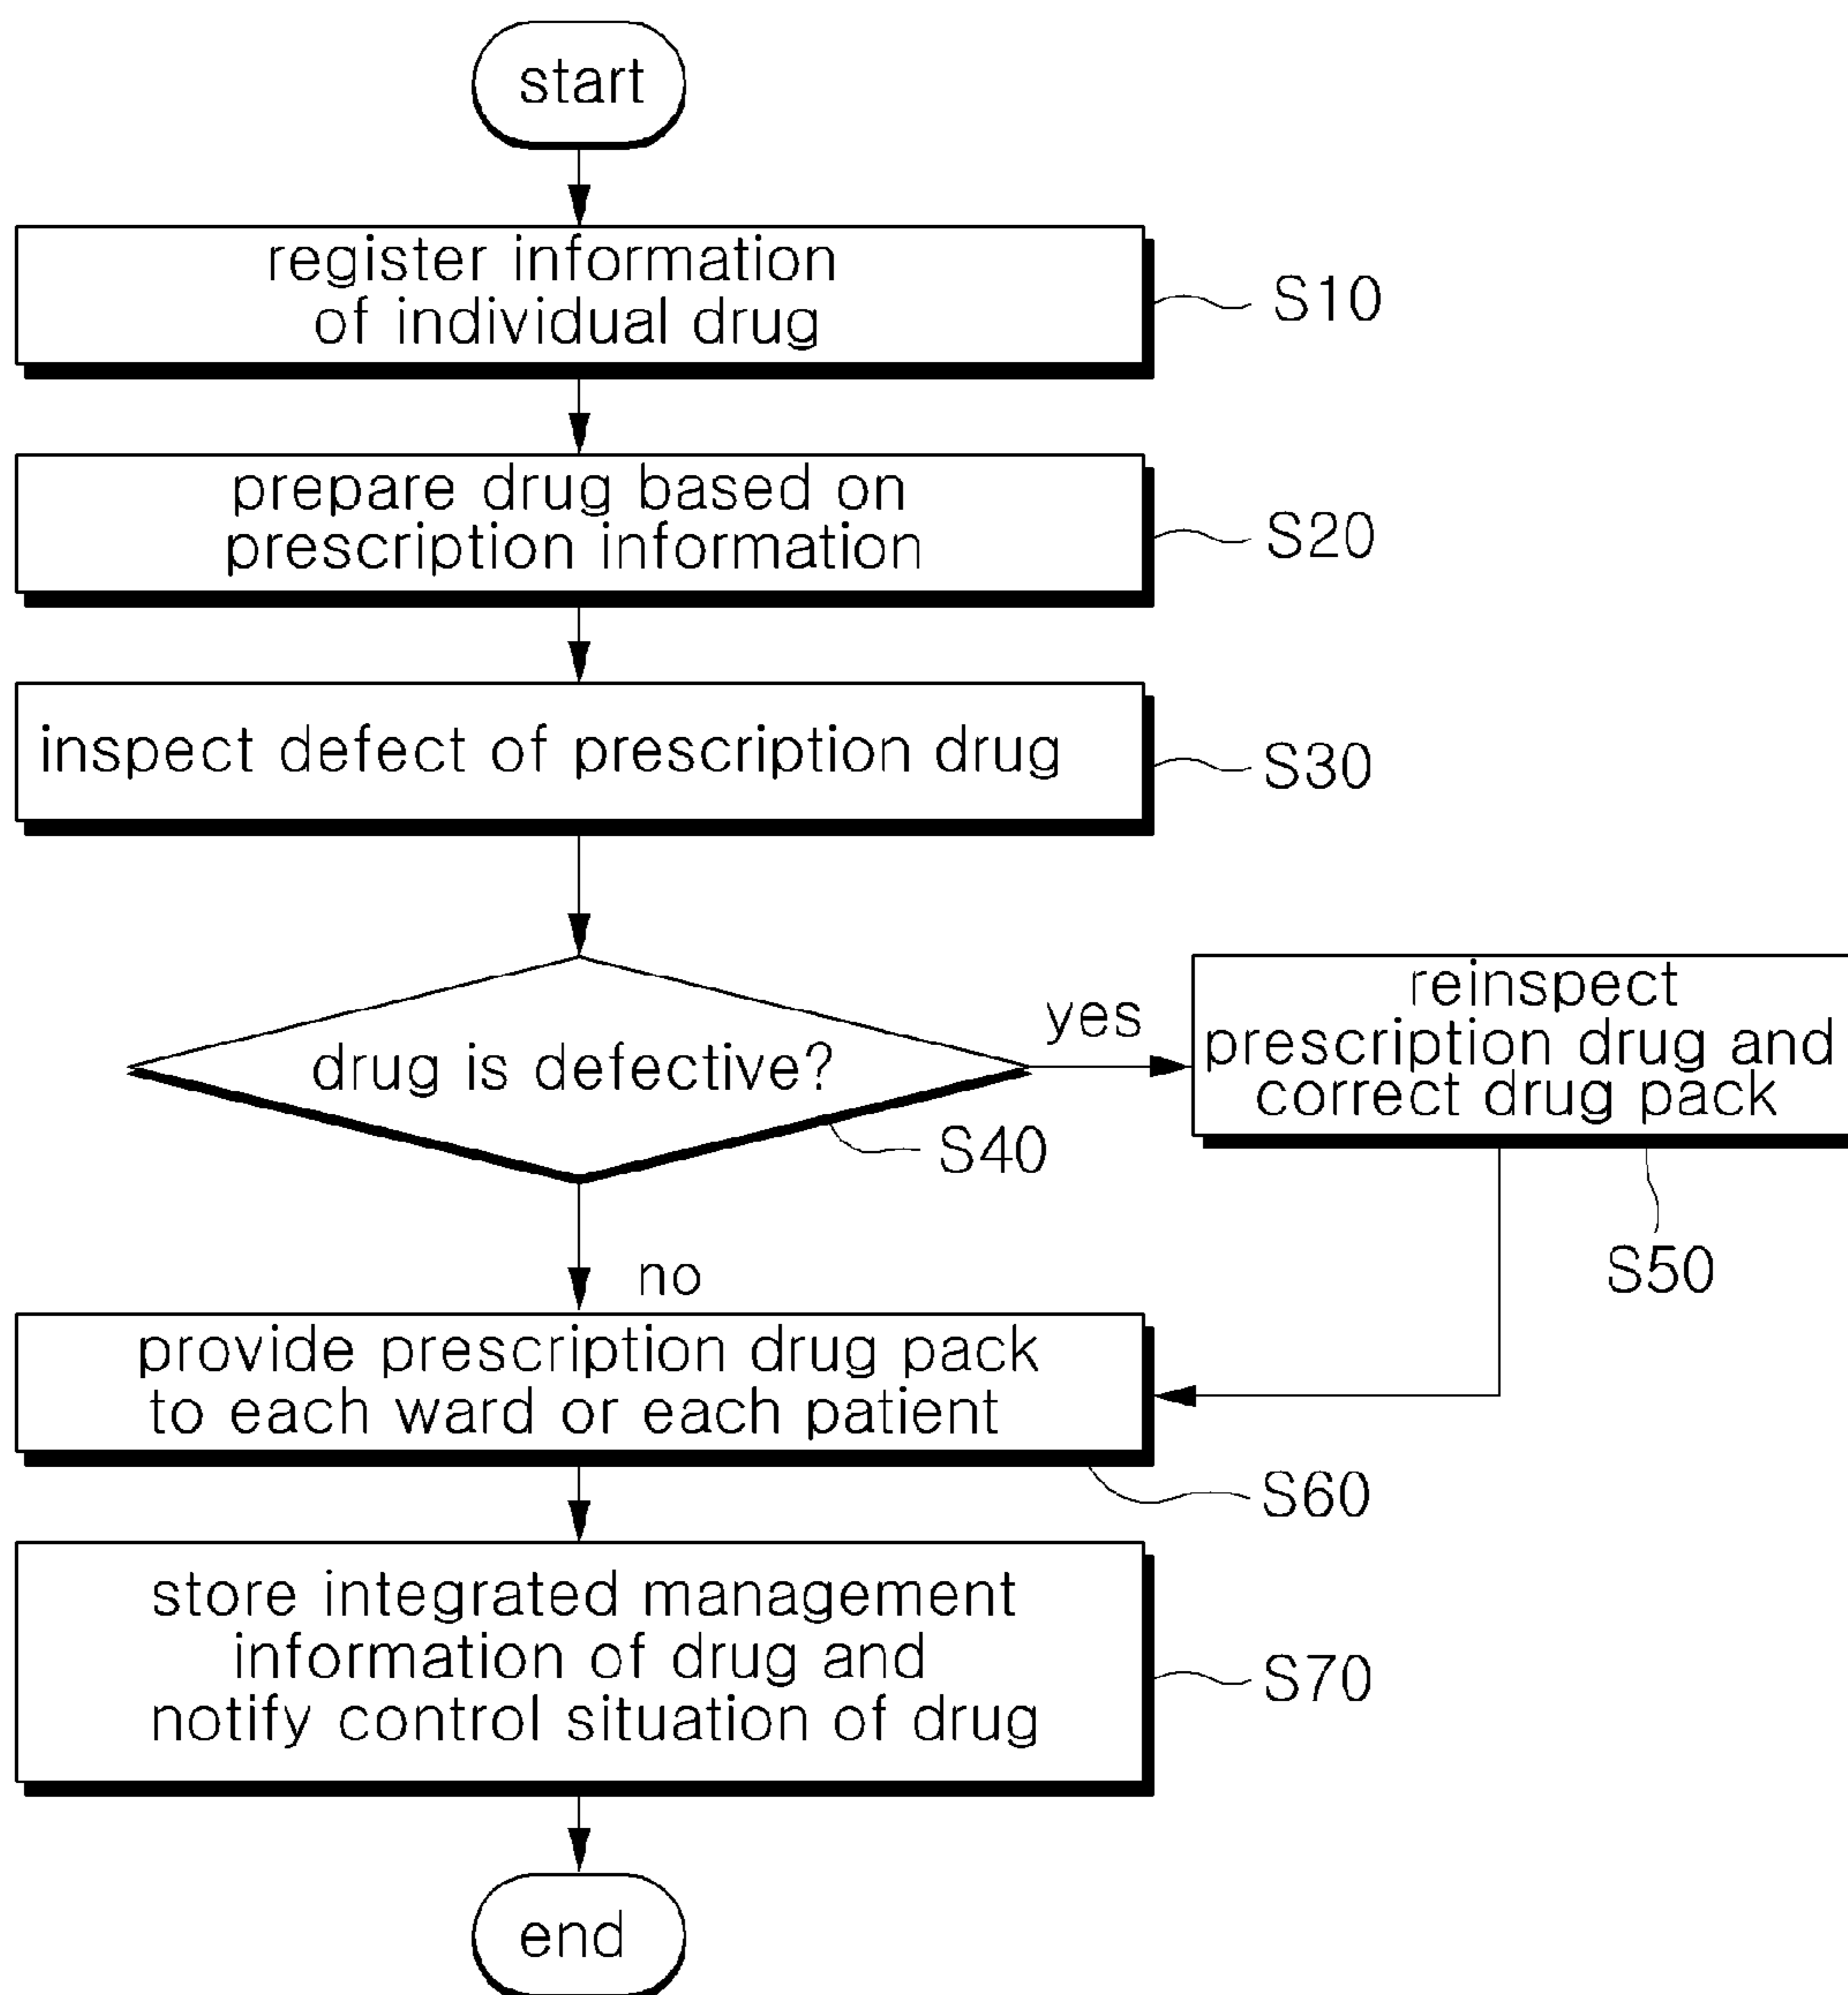 start
register information
of individual drug
S10
prepare drug based on
prescription information
S20
inspect defect of prescription drug
S30
drug is defective?
S40
yes
reinspect
prescription drug and
correct drug pack
S50
no
provide prescription drug pack
to each ward or each patient
S60
store integrated management
information of drug and
notify control situation of drug
S70
end